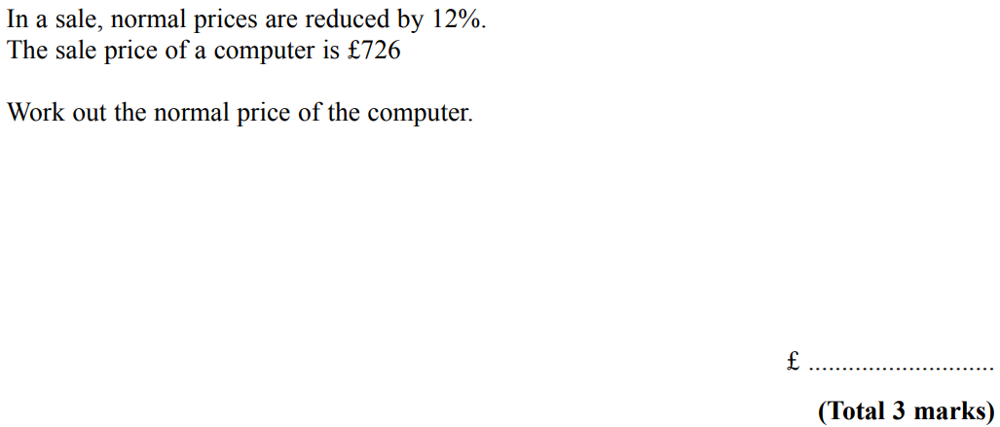 In a sale, normal prices are reduced by 12%.
The sale price of a computer is £726
Work out the normal price of the computer.
£ ............................
(Total 3 marks)